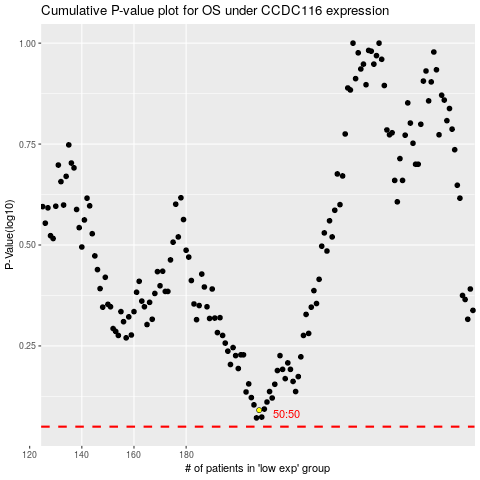 Cumulative P-value plot for OS under CCDC116 expression
P-Value(log10)
1.00
0.75
0.50
0.25
50:50
120 140 160 180
# of patients in 'low exp' group